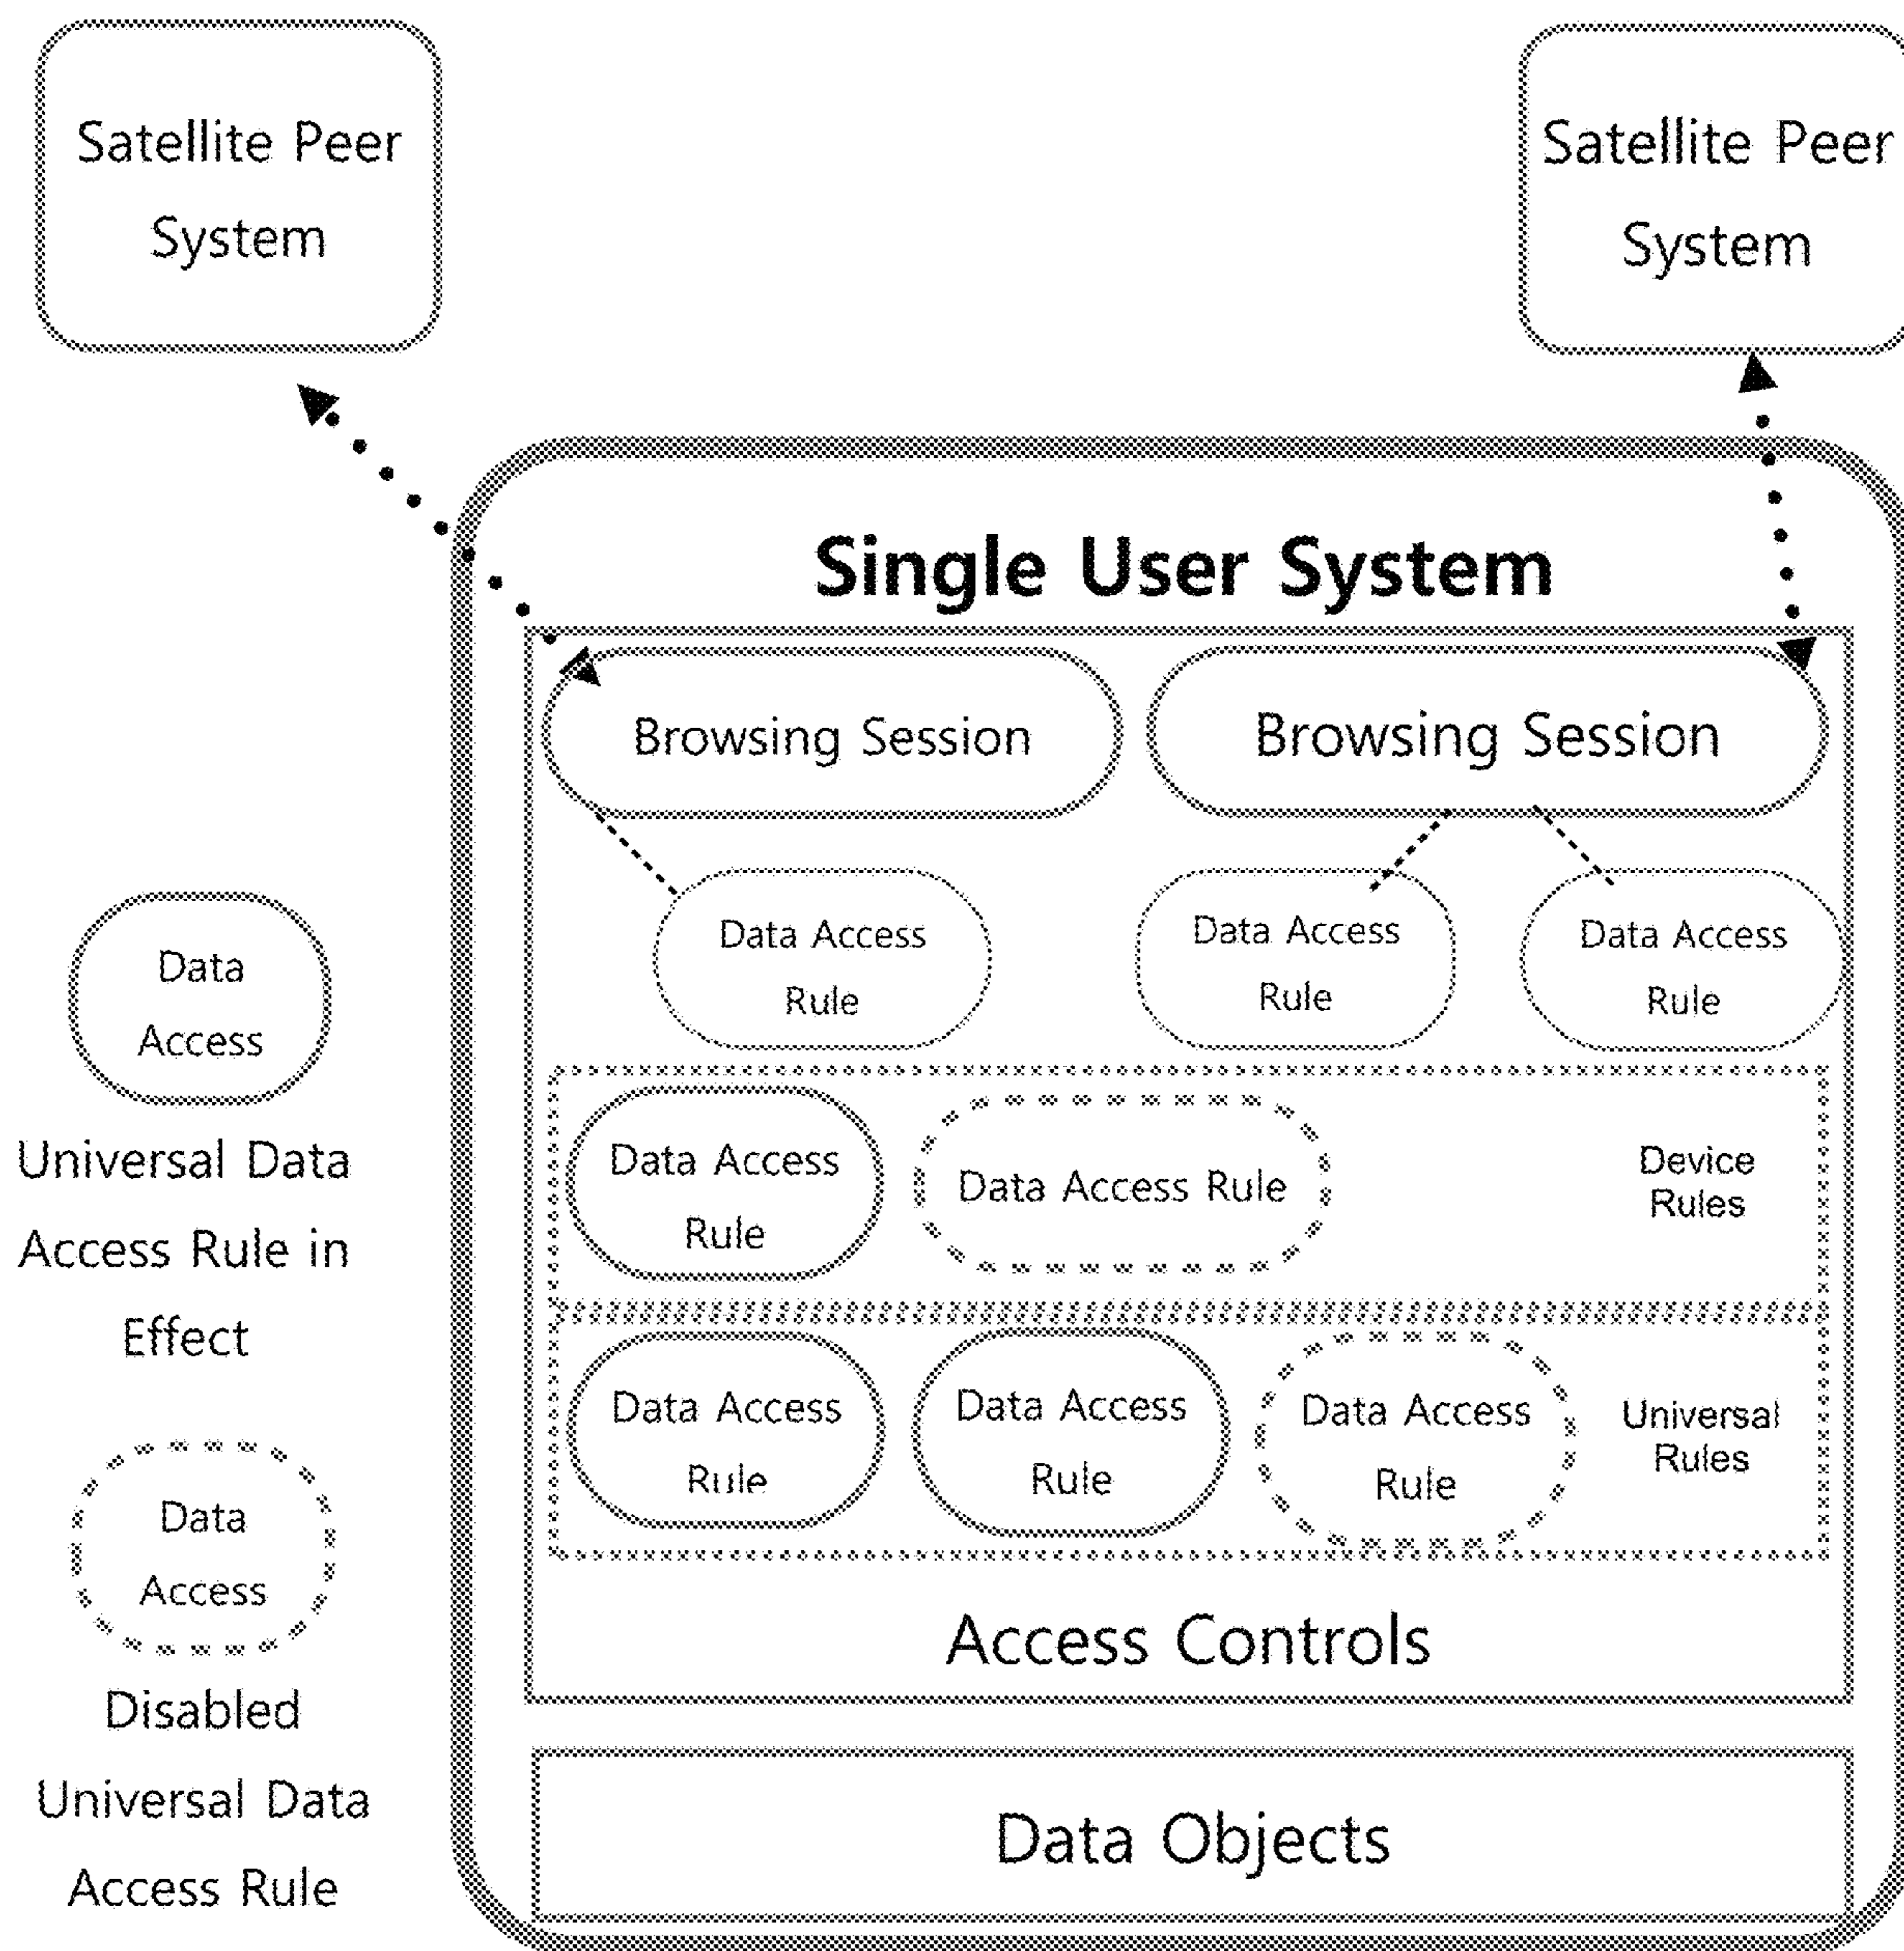 Satellite Peer
System
Satellite Peer
System
Single User System
Browsing Session
Browsing Session
Data Access
Rule
Data Access
Rule
Data Access
Rule
Data Access
Rule
Data Access Rule
Device
Rules
Data Access
Rule
Data Access
Rule
Data Access
Rule
Universal
Rules
Access Controls
Data Objects
Data
Access
Universal Data
Access Rule in
Effect
Data
Access
Disabled
Universal Data
Access Rule